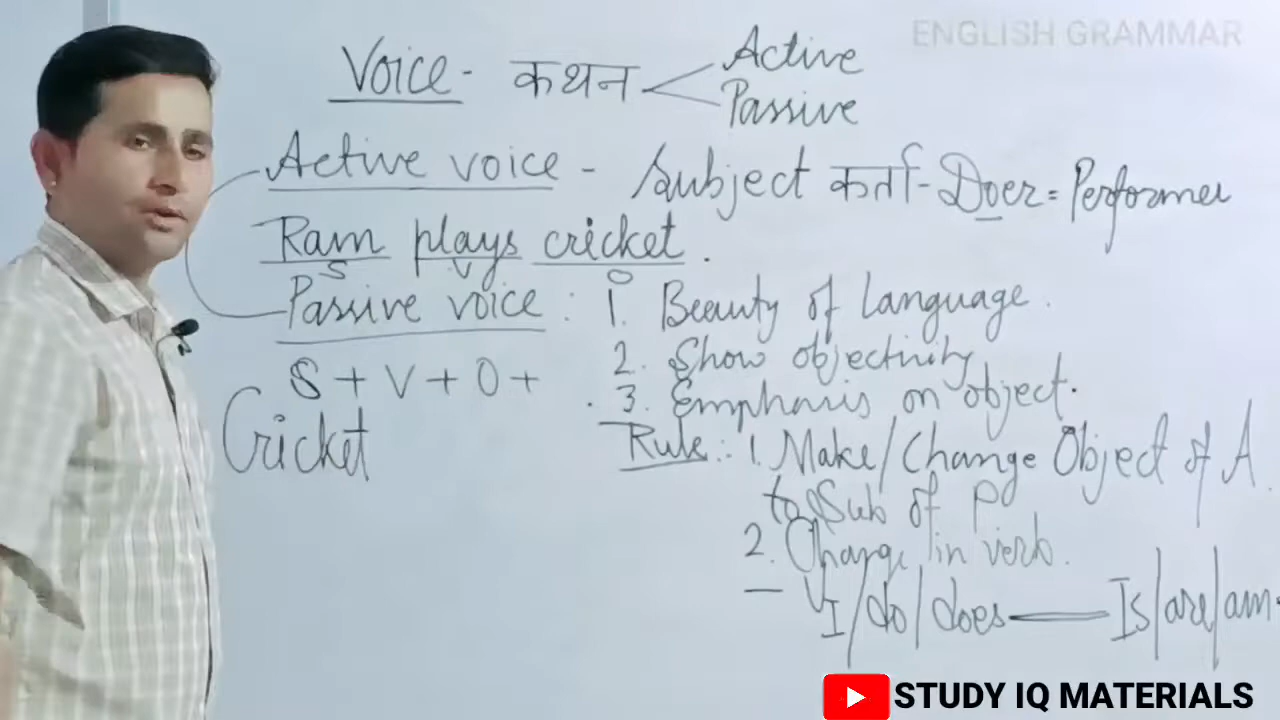 ENGLISH GRAMMAR
Voice - कथन Active
Passive
Active voice - Subject कर्ता - Doer = Performer
Ram plays cricket.
S V O
Passive voice : 1. Beauty of Language.
2. Show objectivity
S + V + O +
3. Emphasis on object.
Cricket
Rule: 1. Make/Change Object of A.
to Sub of P
2. Change in verb.
— V1/do/does — Is/are/am.
STUDY IQ MATERIALS